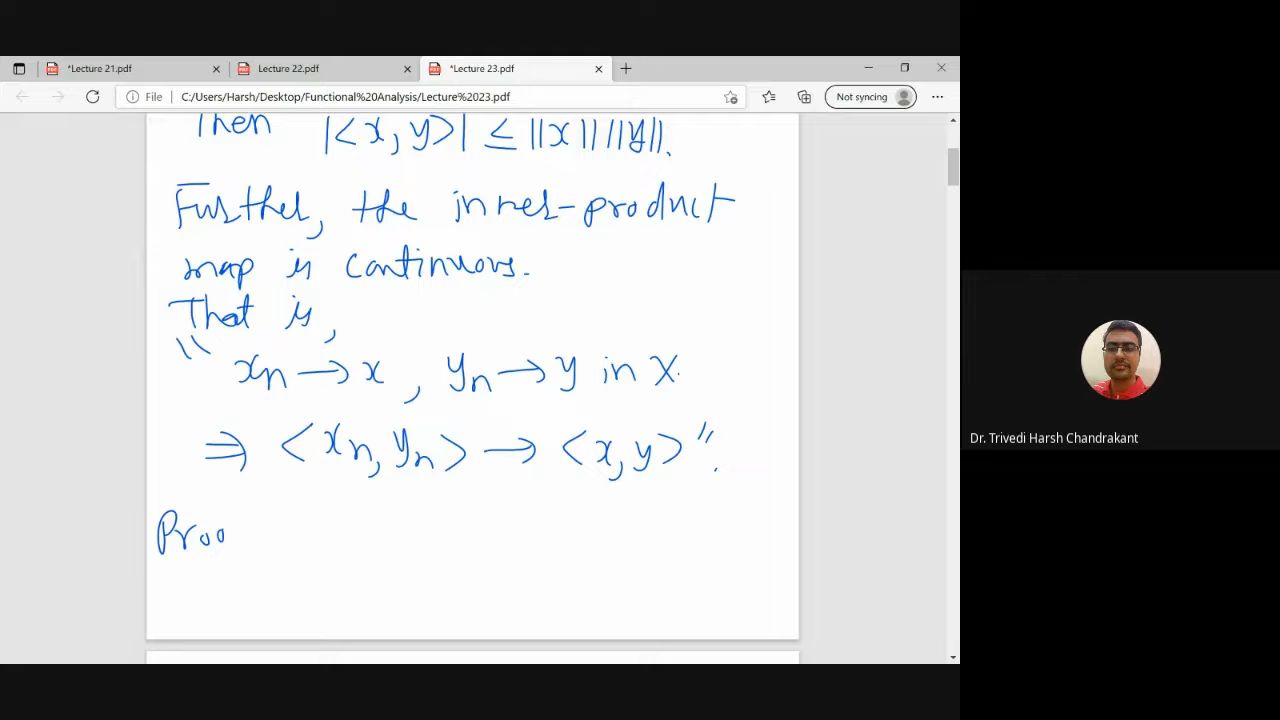 *Lecture 21.pdf
Lecture 22.pdf
*Lecture 23.pdf
File
C:/Users/Harsh/Desktop/Functional%20Analysis/Lecture%2023.pdf
Not syncing
Then |<x, y>| ≤ ||x|| ||y||.
Further, the inner-product
map is continuous.
That is,
" xn → x , yn → y in X.
⇒ <xn, yn> → <x, y> ".
Proo
Dr. Trivedi Harsh Chandrakant